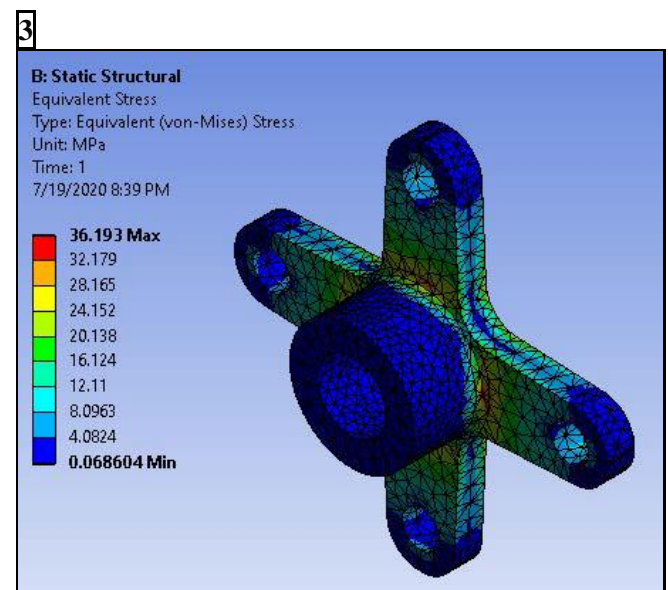 3
B: Static Structural
Equivalent Stress
Type: Equivalent (von-Mises) Stress
Unit: MPa
Time: 1
7/19/2020 8:39 PM
36.193 Max
32.179
28.165
24.152
20.138
16.124
12.11
8.0963
4.0824
0.068604 Min